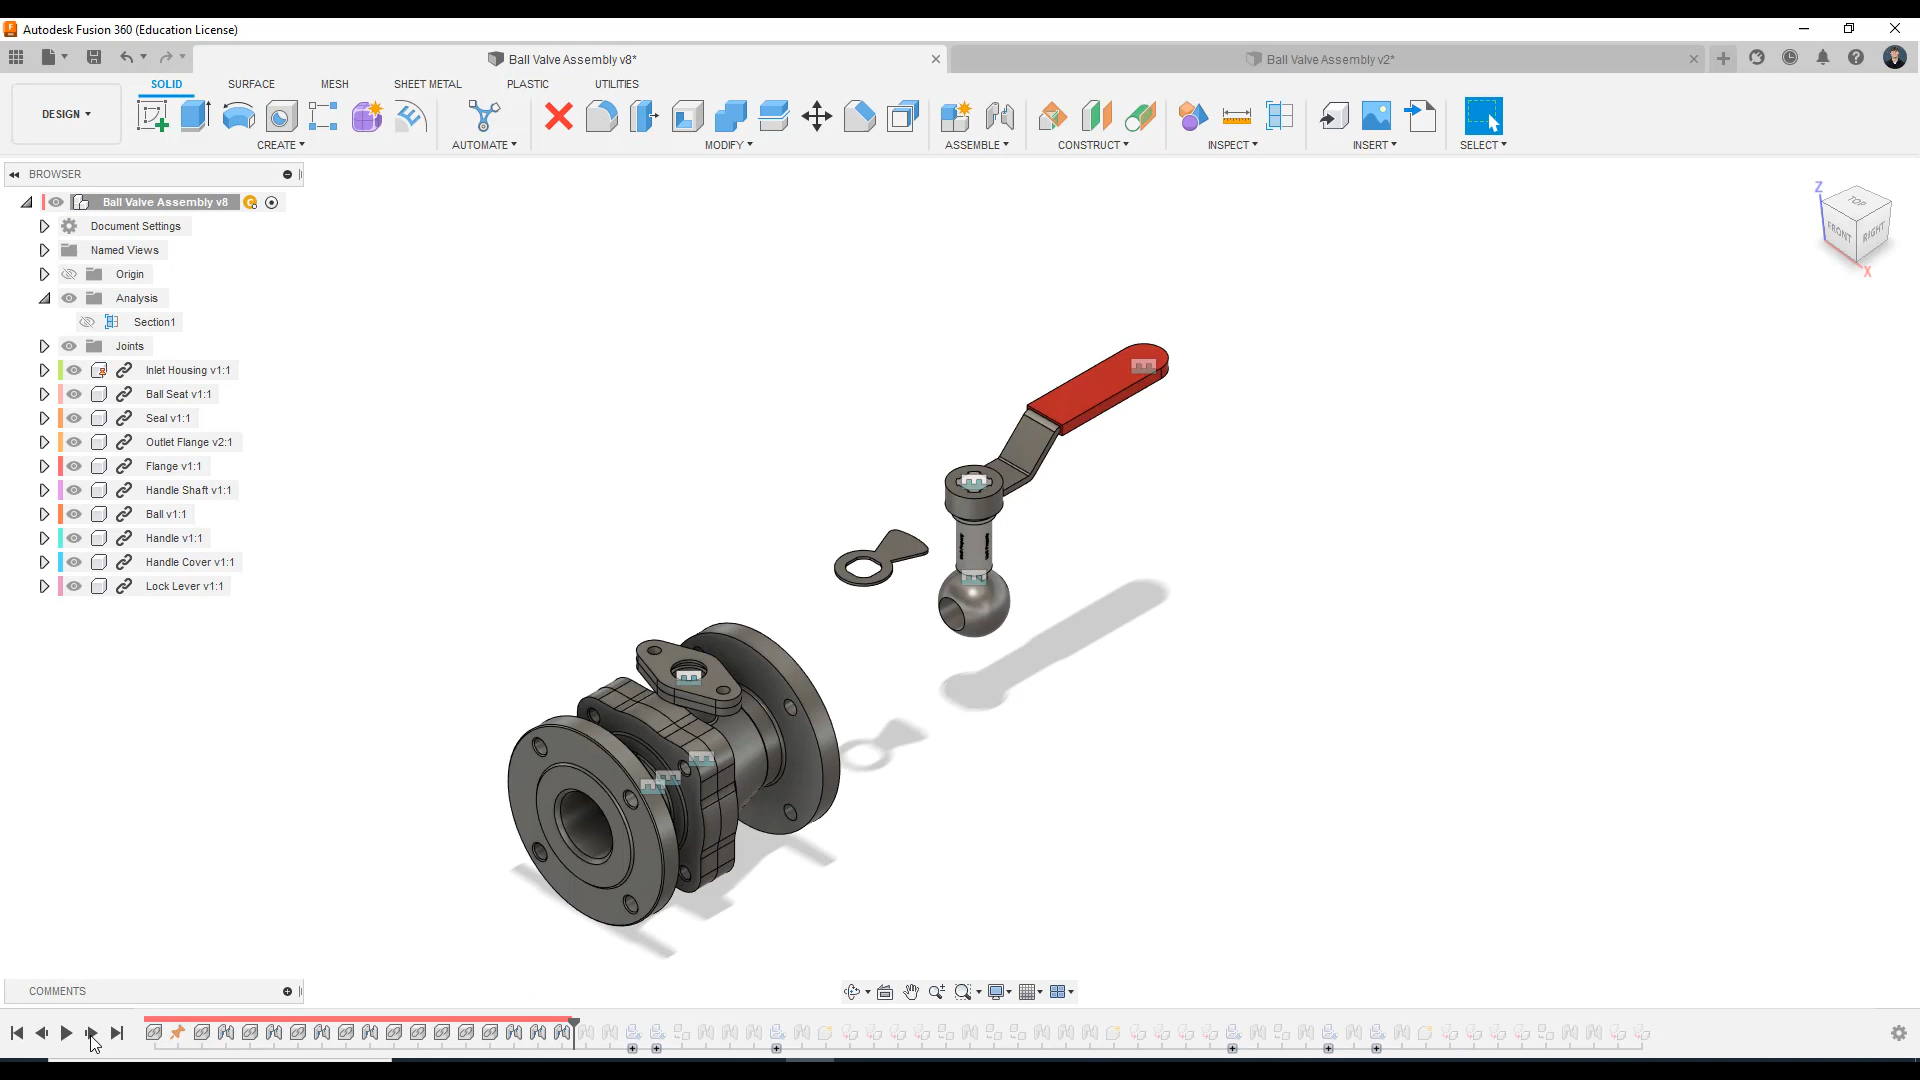 Autodesk Fusion 360 (Education License)
Ball Valve Assembly v8*
Ball Valve Assembly v2*
SOLID
SURFACE
MESH
SHEET METAL
PLASTIC
UTILITIES
DESIGN
CREATE
AUTOMATE
MODIFY
ASSEMBLE
CONSTRUCT
INSPECT
INSERT
SELECT
BROWSER
Ball Valve Assembly v8
Document Settings
Named Views
Origin
Analysis
Section1
Joints
Inlet Housing v1:1
Ball Seat v1:1
Seal v1:1
Outlet Flange v2:1
Flange v1:1
Handle Shaft v1:1
Ball v1:1
Handle v1:1
Handle Cover v1:1
Lock Lever v1:1
Z
TOP
FRONT
RIGHT
X
COMMENTS